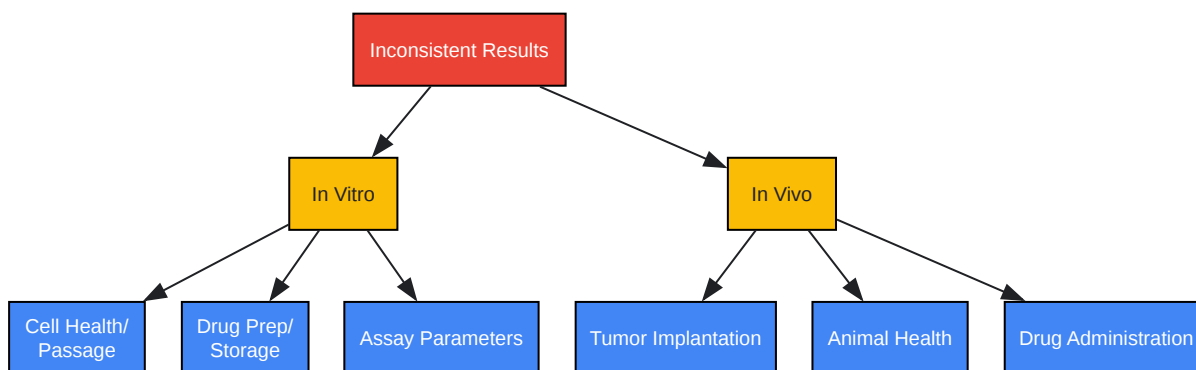 Inconsistent Results
In Vitro
In Vivo
Cell Health/
Passage
Drug Prep/
Storage
Assay Parameters
Tumor Implantation
Animal Health
Drug Administration